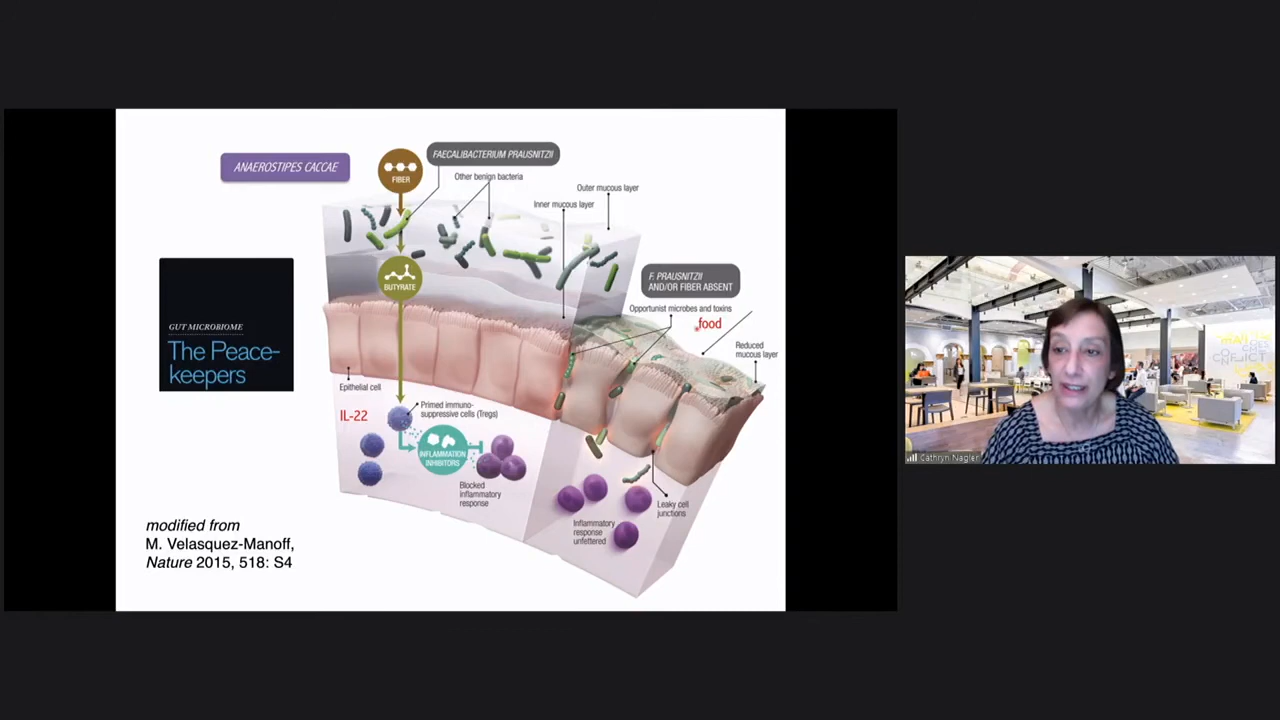 ANAEROSTIPES CACCAE
FIBER
FAECALIBACTERIUM PRAUSNITZII
Other benign bacteria
Outer mucous layer
Inner mucous layer
F. PRAUSNITZII
AND/OR FIBER ABSENT
BUTYRATE
Opportunist microbes and toxins
food
Reduced
mucous layer
GUT MICROBIOME
The Peace-
keepers
Epithelial cell
IL-22
Primed immuno-
suppressive cells (Tregs)
INFLAMMATION
INHIBITORS
Blocked
inflammatory
response
Leaky cell
junctions
Inflammatory
response
unfettered
modified from
M. Velasquez-Manoff,
Nature 2015, 518: S4
Cathryn Nagler